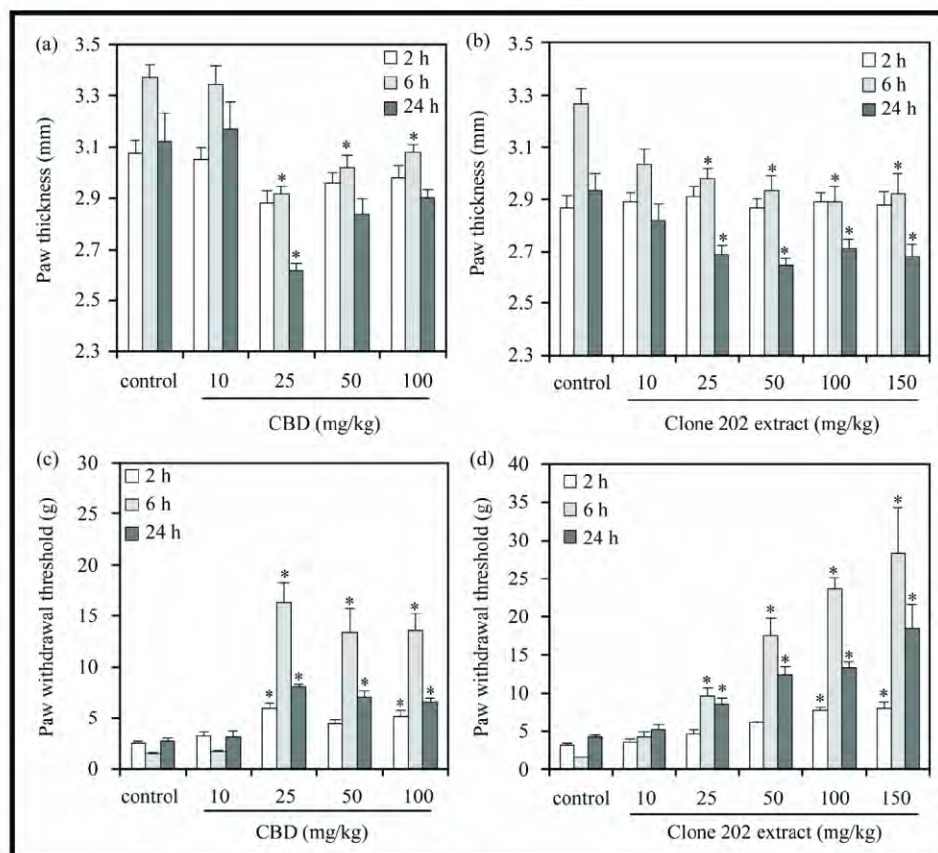 (a)
3.5
3.3
3.1
2.9
2.7
2.5
2.3
Paw thickness (mm)
2 h
6 h
24 h
*
*
*
*
control 10 25 50 100
CBD (mg/kg)
(b)
3.5
3.3
3.1
2.9
2.7
2.5
2.3
Paw thickness (mm)
2 h
6 h
24 h
*
*
*
*
*
*
*
*
control 10 25 50 100 150
Clone 202 extract (mg/kg)
(c)
30
25
20
15
10
5
0
Paw withdrawal threshold (g)
2 h
6 h
24 h
*
*
*
*
*
*
*
*
control 10 25 50 100
CBD (mg/kg)
(d)
40
35
30
25
20
15
10
5
0
Paw withdrawal threshold (g)
2 h
6 h
24 h
*
*
*
*
*
*
*
*
*
*
control 10 25 50 100 150
Clone 202 extract (mg/kg)